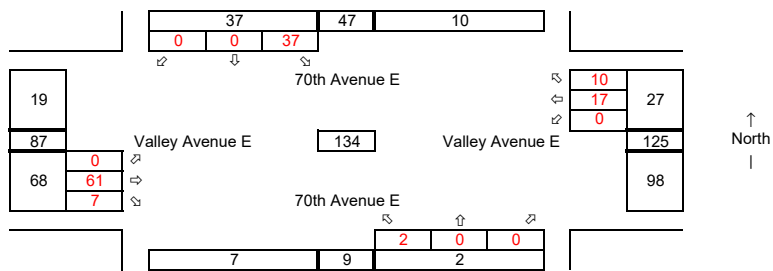 37 47 10
0 0 37
⬃ ⇩ ⬂
70th Avenue E
19
⬁ 10
⇦ 17 27
⬃ 0
87 Valley Avenue E 134 Valley Avenue E 125
↑
North
|
0 ⬀
68 61 ⇨
7 ⬂
98
70th Avenue E
⬁ ⇧ ⬀
2 0 0
7 9 2